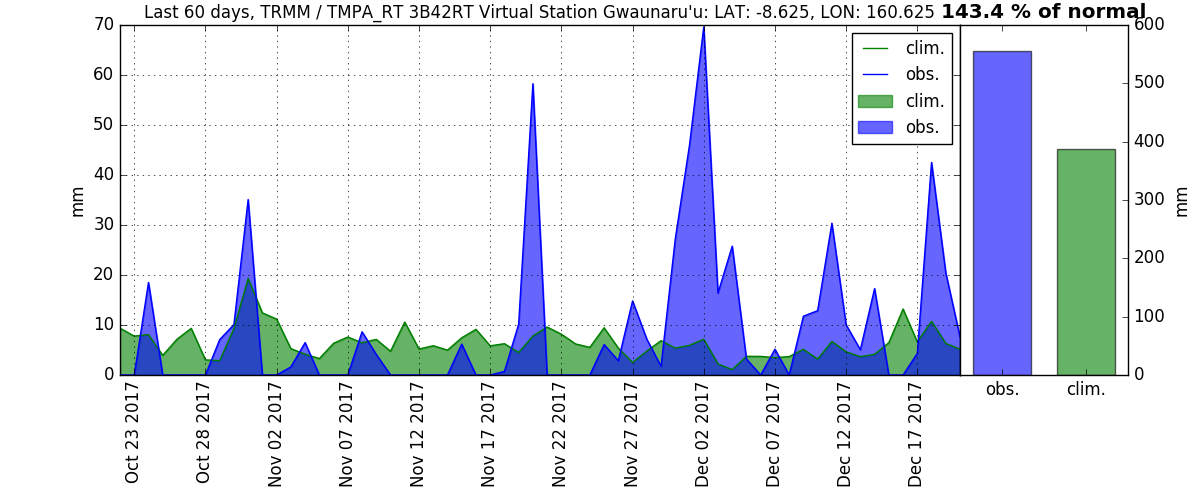 Last 60 days, TRMM / TMPA_RT 3B42RT Virtual Station Gwaunaru'u: LAT: -8.625, LON: 160.625 143.4 % of normal
70
60
50
40
30
20
10
0
mm
clim.
obs.
clim.
obs.
600
500
400
300
200
100
0
mm
obs.
clim.
Oct 23 2017
Oct 28 2017
Nov 02 2017
Nov 07 2017
Nov 12 2017
Nov 17 2017
Nov 22 2017
Nov 27 2017
Dec 02 2017
Dec 07 2017
Dec 12 2017
Dec 17 2017